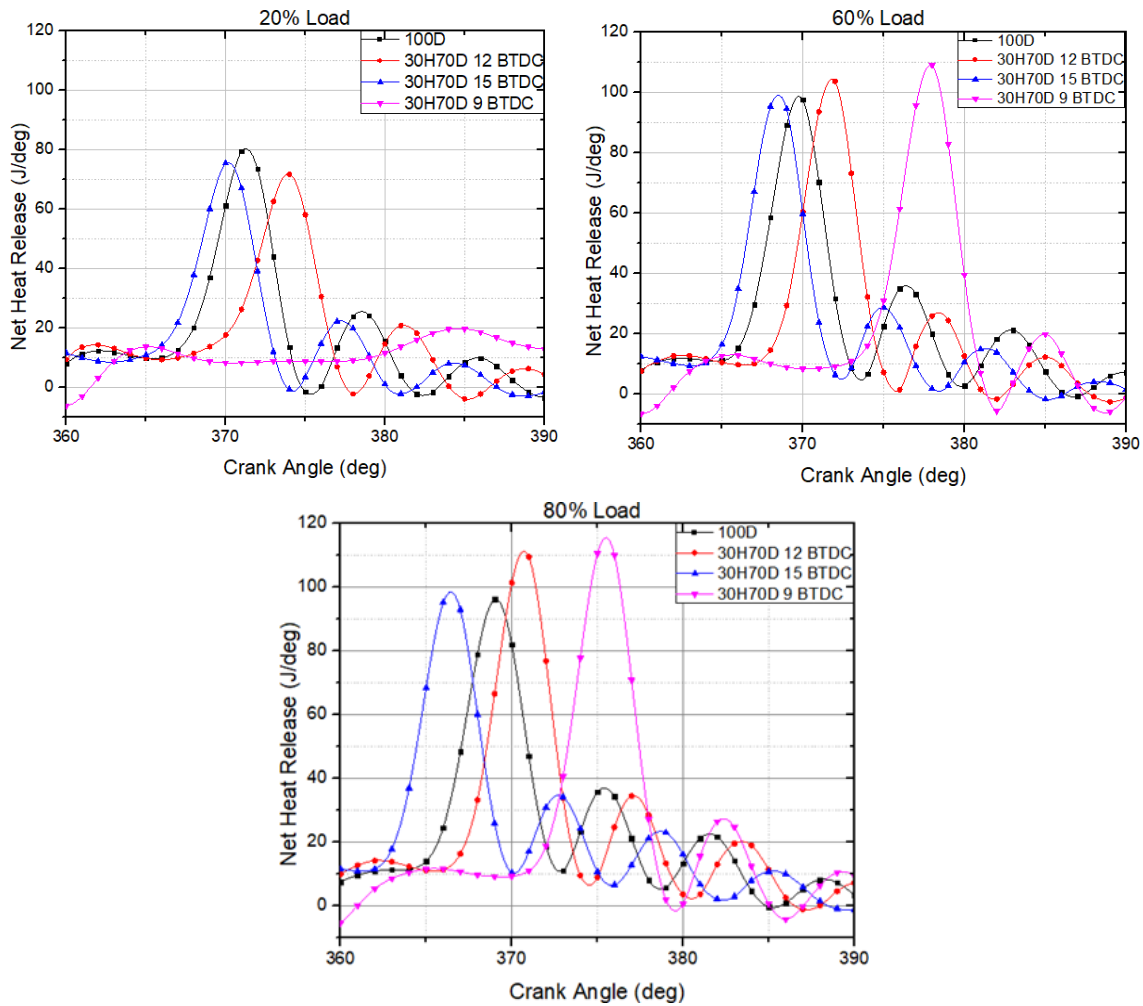 20% Load
120
100
80
60
40
20
0
Net Heat Release (J/deg)
100D
30H70D 12 BTDC
30H70D 15 BTDC
30H70D 9 BTDC
360
370
380
390
Crank Angle (deg)
60% Load
120
100
80
60
40
20
0
Net Heat Release (J/deg)
100D
30H70D 12 BTDC
30H70D 15 BTDC
30H70D 9 BTDC
360
370
380
390
Crank Angle (deg)
80% Load
120
100
80
60
40
20
0
Net Heat Release (J/deg)
100D
30H70D 12 BTDC
30H70D 15 BTDC
30H70D 9 BTDC
360
370
380
390
Crank Angle (deg)